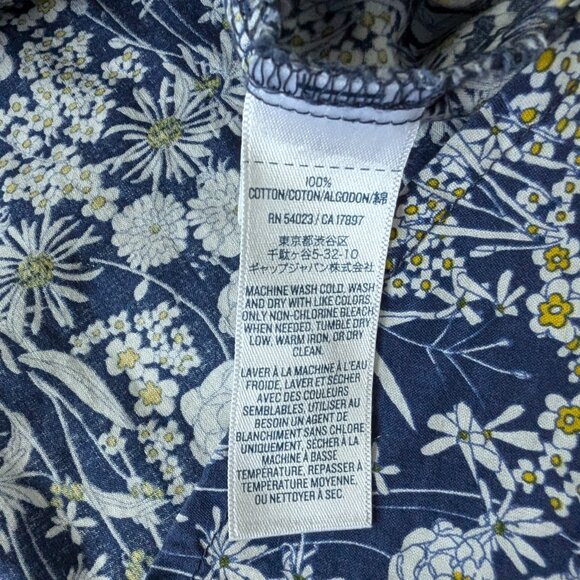 100%
COTTON/COTON/ALGODON/綿
RN 54023 / CA 17897
東京都渋谷区
千駄ヶ谷5-32-10
ギャップジャパン株式会社
MACHINE WASH COLD, WASH
AND DRY WITH LIKE COLORS,
ONLY NON-CHLORINE BLEACH
WHEN NEEDED, TUMBLE DRY
LOW, WARM IRON, OR DRY
CLEAN.
LAVER À LA MACHINE À L'EAU
FROIDE, LAVER ET SÉCHER
AVEC DES COULEURS
SEMBLABLES, UTILISER AU
BESOIN UN AGENT DE
BLANCHIMENT SANS CHLORE
UNIQUEMENT, SÉCHER À LA
MACHINE À BASSE
TEMPÉRATURE, REPASSER À
TEMPÉRATURE MOYENNE,
OU NETTOYER À SEC.